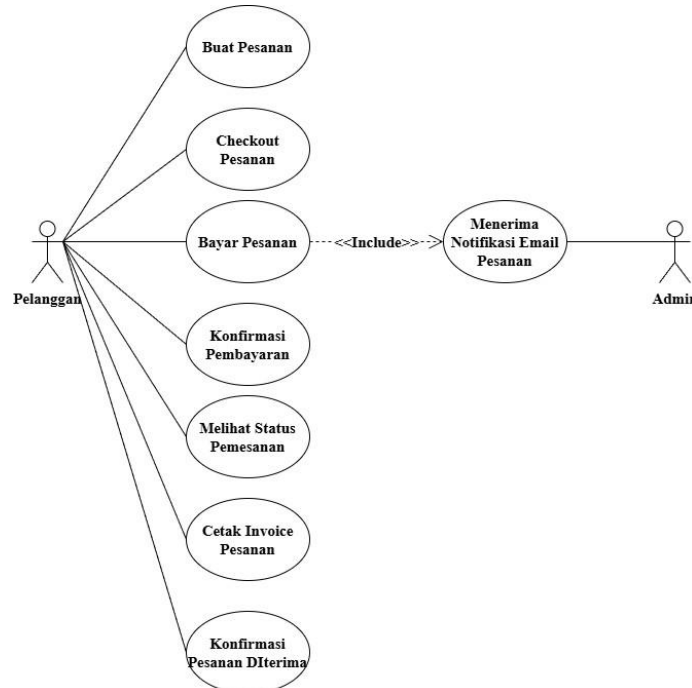 Buat Pesanan
Checkout
Pesanan
Bayar Pesanan
<<Include>>
Menerima
Notifikasi Email
Pesanan
Pelanggan
Admin
Konfirmasi
Pembayaran
Melihat Status
Pemesanan
Cetak Invoice
Pesanan
Konfirmasi
Pesanan DIterima